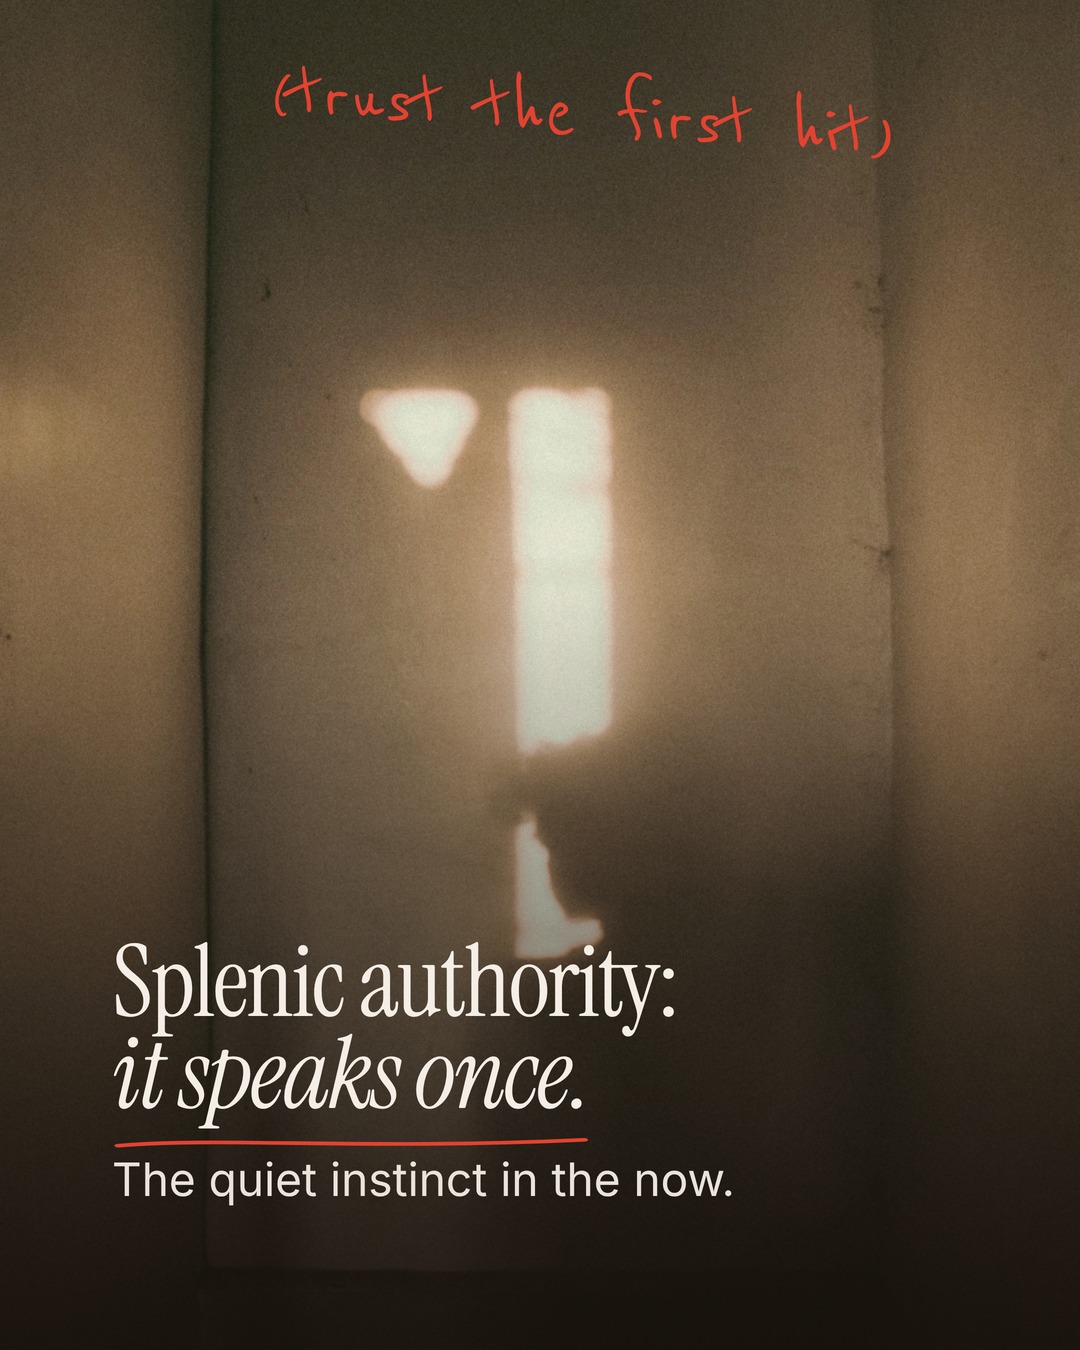 (trust the first hit)
Splenic authority:
it speaks once.
The quiet instinct in the now.